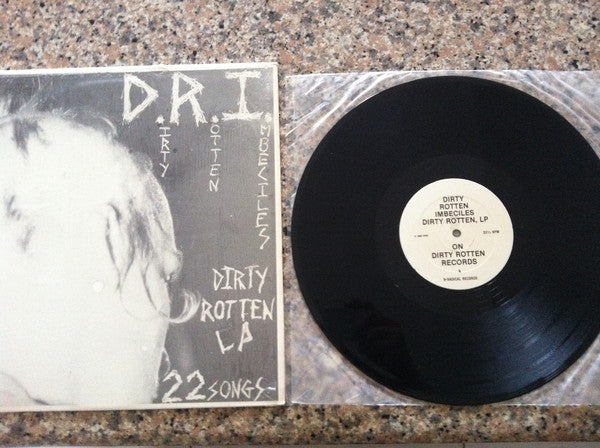 D.R.I.
IRTY
OTTEN
MBECILES
DIRTY
ROTTEN
LP
22 SONGS-
DIRTY
ROTTEN
IMBECILES
DIRTY ROTTEN, LP
33⅓ RPM
ON
DIRTY ROTTEN
RECORDS
R-RADICAL RECORDS